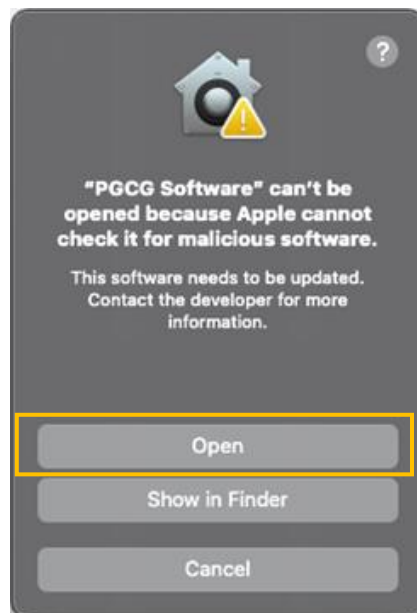 ?
"PGCG Software" can't be
opened because Apple cannot
check it for malicious software.
This software needs to be updated.
Contact the developer for more
information.
Open
Show in Finder
Cancel